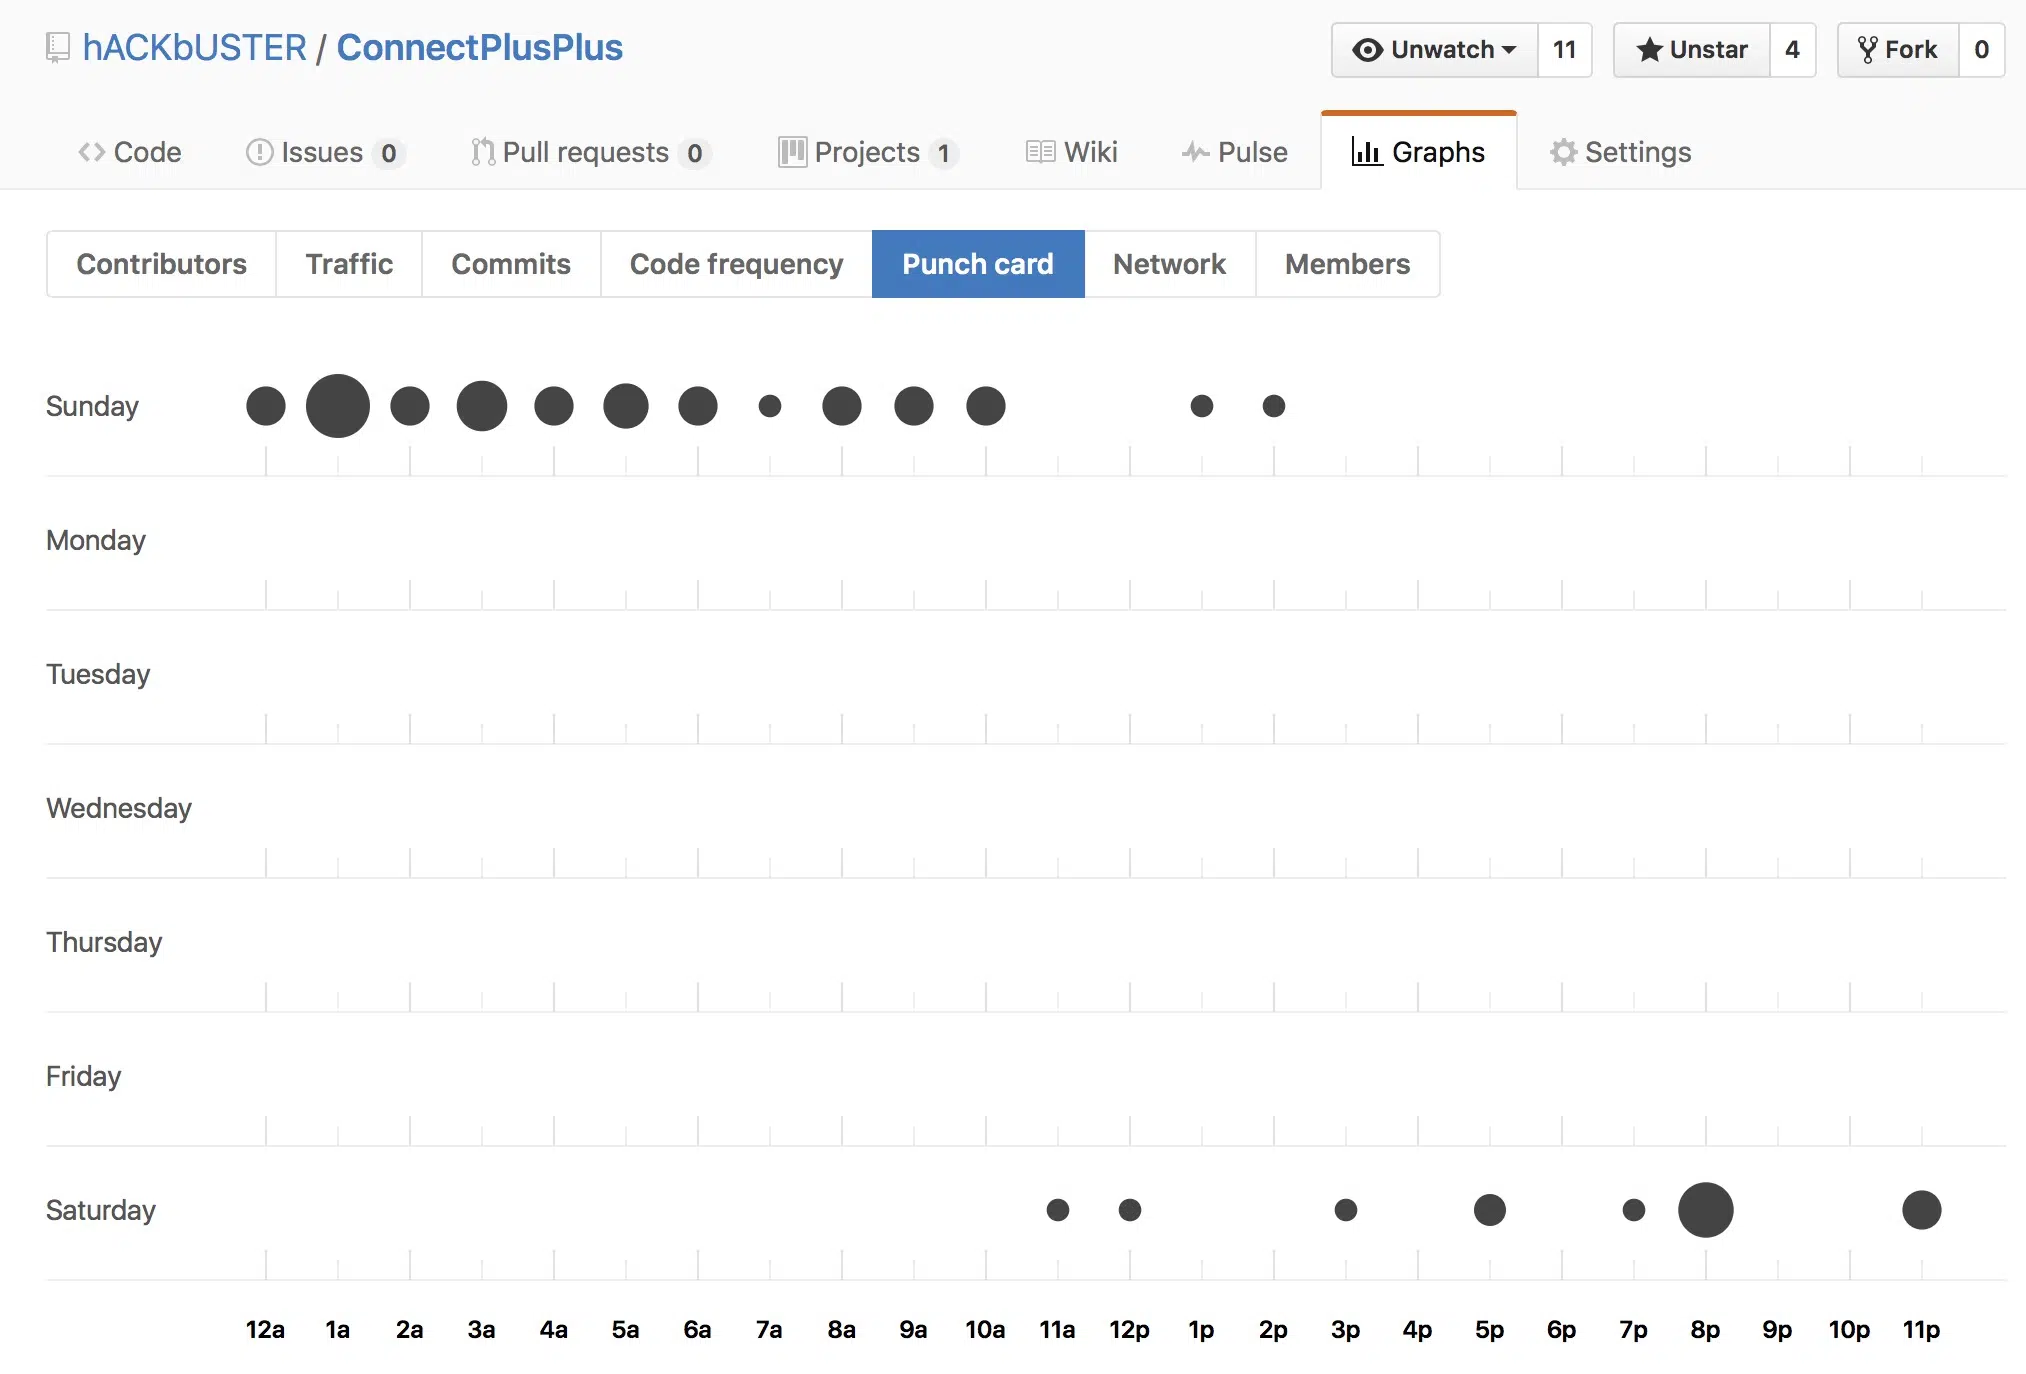 hACKbUSTER / ConnectPlusPlus
Unwatch 11
Unstar 4
Fork 0
Code
Issues 0
Pull requests 0
Projects 1
Wiki
Pulse
Graphs
Settings
Contributors
Traffic
Commits
Code frequency
Punch card
Network
Members
Sunday
Monday
Tuesday
Wednesday
Thursday
Friday
Saturday
12a 1a 2a 3a 4a 5a 6a 7a 8a 9a 10a 11a 12p 1p 2p 3p 4p 5p 6p 7p 8p 9p 10p 11p